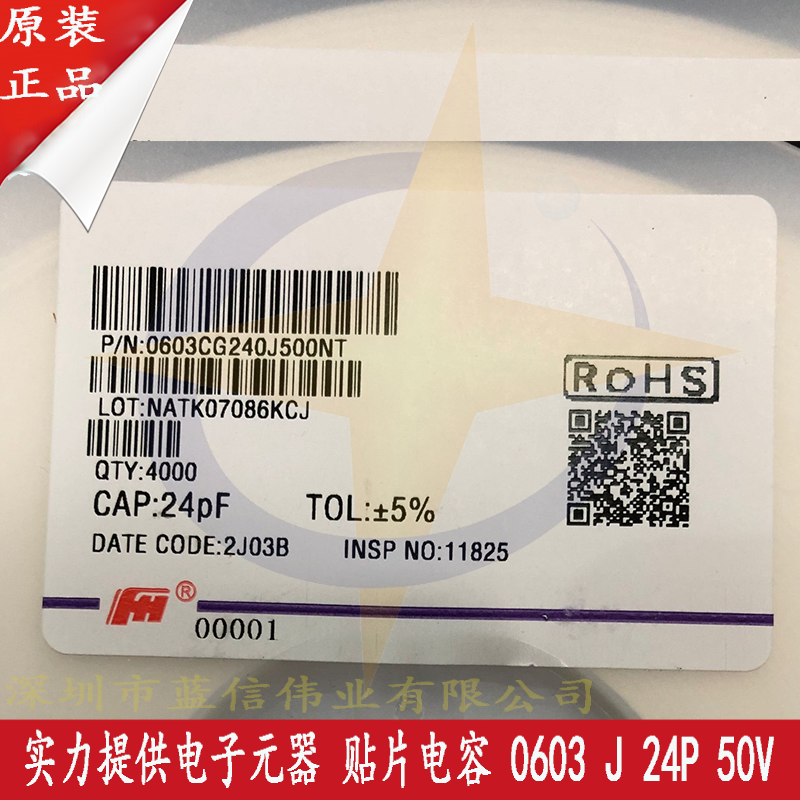 原装
正品
P/N:0603CG240J500NT
LOT:NATK07086KCJ
RoHS
QTY:4000
CAP:24pF TOL:±5%
DATE CODE:2J03B INSP NO:11825
FH ®
00001
深圳市蓝信伟业有限公司
实力提供电子元器 贴片电容 0603 J 24P 50V